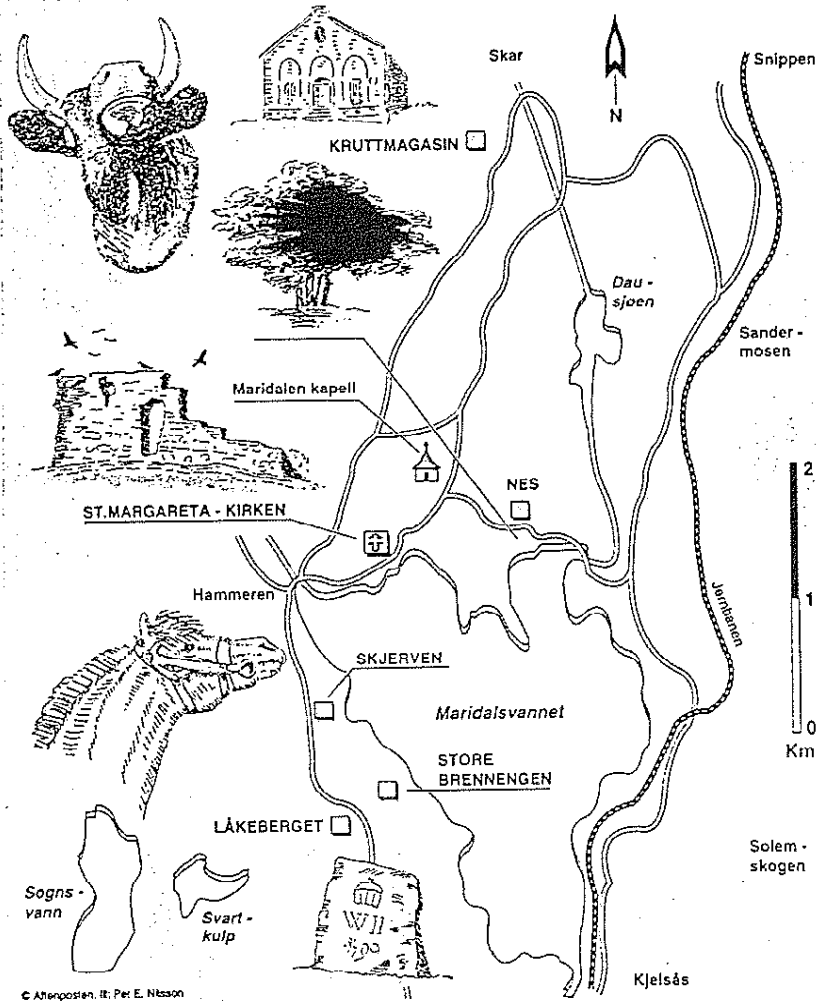 Skar
Snippen
N
KRUTTMAGASIN
Dau-
sjøen
Sander-
mosen
Maridalen kapell
2
NES
ST. MARGARETA - KIRKEN
Hammeren
Jernbanen
1
SKJERVEN
Maridalsvannet
0
Km
STORE
BRENNENGEN
LÅKEBERGET
Solem-
skogen
Sogns-
vann
Svart-
kulp
W11
Kjelsås
© Aftenposten. Ill: Per E. Nilsson